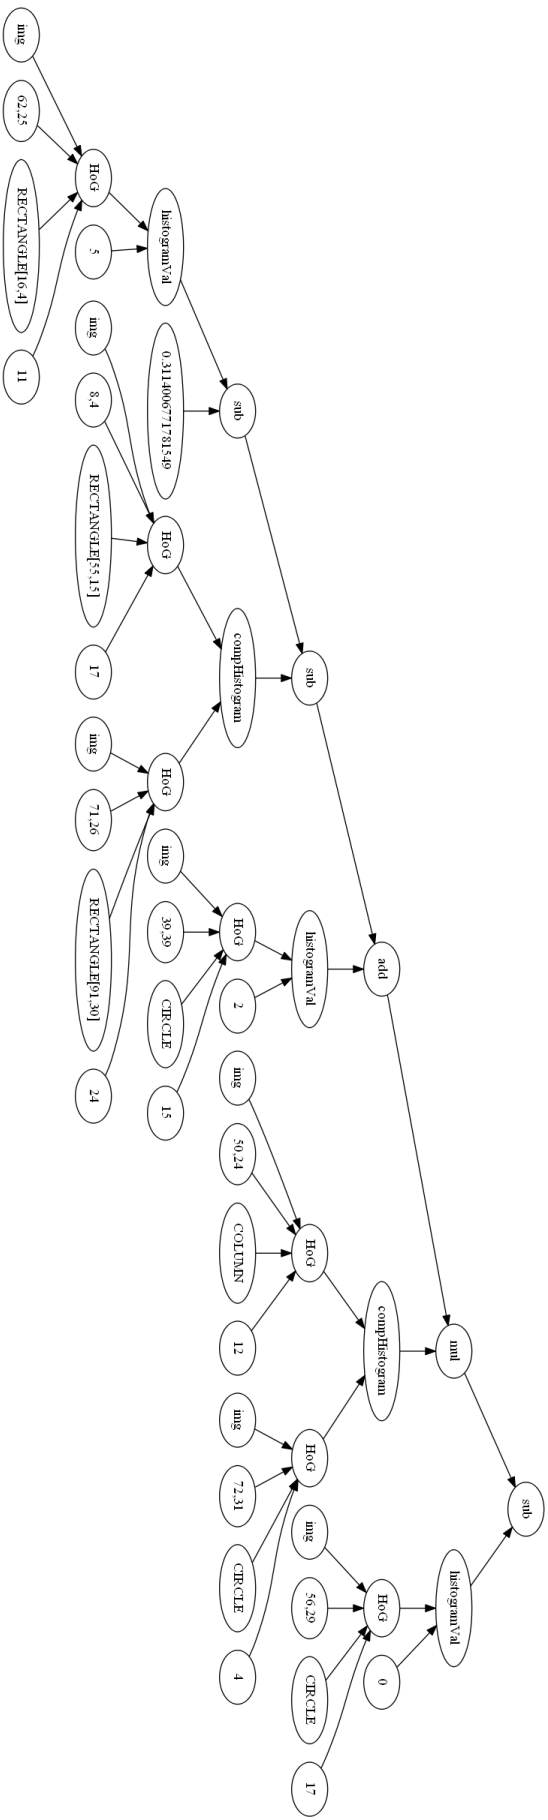 sub
mul
histogramVal
add
compHistogram
HoG
0
sub
histogramVal
HoG
HoG
img
56,29
CIRCLE
17
sub
compHistogram
HoG
2
img
50,24
COLUMN
12
img
72,31
CIRCLE
4
histogramVal
0.3114006771781549
HoG
HoG
img
39,39
CIRCLE
15
HoG
5
img
8,4
RECTANGLE[55,15]
17
img
71,26
RECTANGLE[91,30]
24
img
62,25
RECTANGLE[16,4]
11